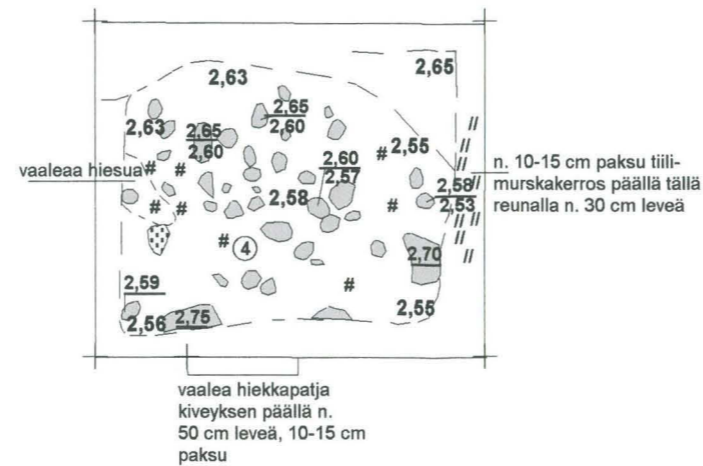 2,63
2,65
2,63
2,65
2,60
2,65
2,60
# 2,55
2,60
2,57
vaaleaa hiesua
n. 10-15 cm paksu tiili-
murskakerros päällä tällä
reunalla n. 30 cm leveä
# #
2,58
2,58
2,53
# #
#
# 4
2,70
2,59
#
2,56
2,75
2,55
vaalea hiekkapatja
kiveyksen päällä n.
50 cm leveä, 10-15 cm
paksu